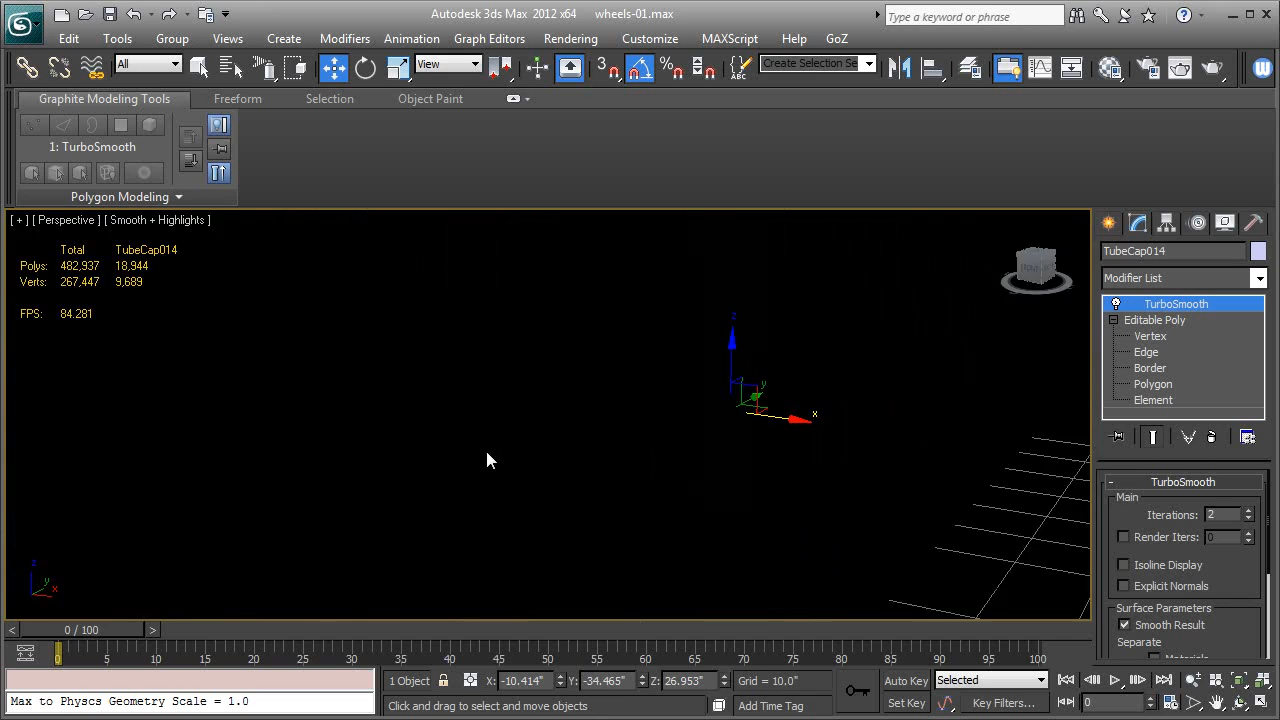 Autodesk 3ds Max 2012 x64 wheels-01.max
Type a keyword or phrase
Edit Tools Group Views Create Modifiers Animation Graph Editors Rendering Customize MAXScript Help GoZ
All View 3 Create Selection Se
Graphite Modeling Tools Freeform Selection Object Paint
1: TurboSmooth
Polygon Modeling
[ + ] [ Perspective ] [ Smooth + Highlights ]
Total TubeCap014
Polys: 482,937 18,944
Verts: 267,447 9,689
FPS: 84.281
z
y
x
z
y
x
TubeCap014
Modifier List
TurboSmooth
Editable Poly
Vertex
Edge
Border
Polygon
Element
- TurboSmooth
Main
Iterations: 2
Render Iters: 0
Isoline Display
Explicit Normals
Surface Parameters
Smooth Result
Separate
Materials
< 0 / 100 >
0 5 10 15 20 25 30 35 40 45 50 55 60 65 70 75 80 85 90 95 100
1 Object X: -10.414" Y: -34.465" Z: 26.953" Grid = 10.0" Auto Key Selected
Max to Physcs Geometry Scale = 1.0
Click and drag to select and move objects Add Time Tag Set Key Key Filters... 0